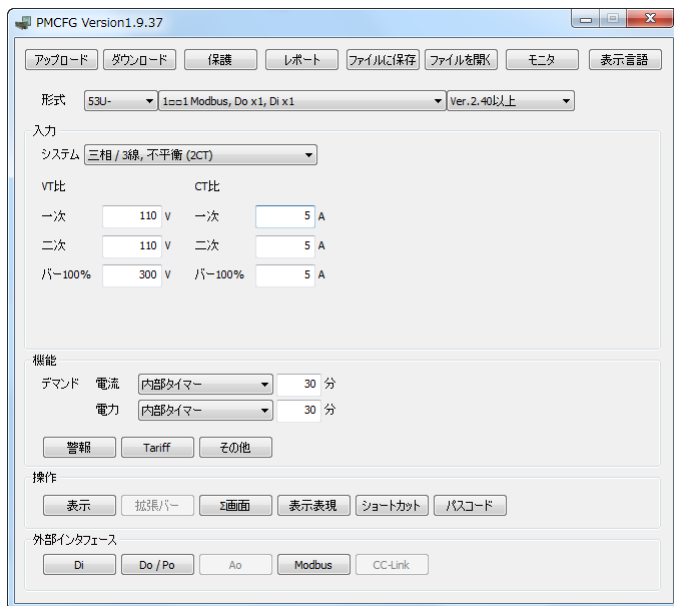 PMCFG Version1.9.37
アップロード ダウンロード 保護 レポート ファイルに保存 ファイルを開く モニタ 表示言語
形式 53U- 1□□1 Modbus, Do x1, Di x1 Ver.2.40以上
入力
システム 三相 / 3線, 不平衡 (2CT)
VT比 CT比
一次 110 V 一次 5 A
二次 110 V 二次 5 A
バー100% 300 V バー100% 5 A
機能
デマンド 電流 内部タイマー 30 分
電力 内部タイマー 30 分
警報 Tariff その他
操作
表示 拡張バー Σ画面 表示表現 ショートカット パスコード
外部インタフェース
Di Do / Po Ao Modbus CC-Link